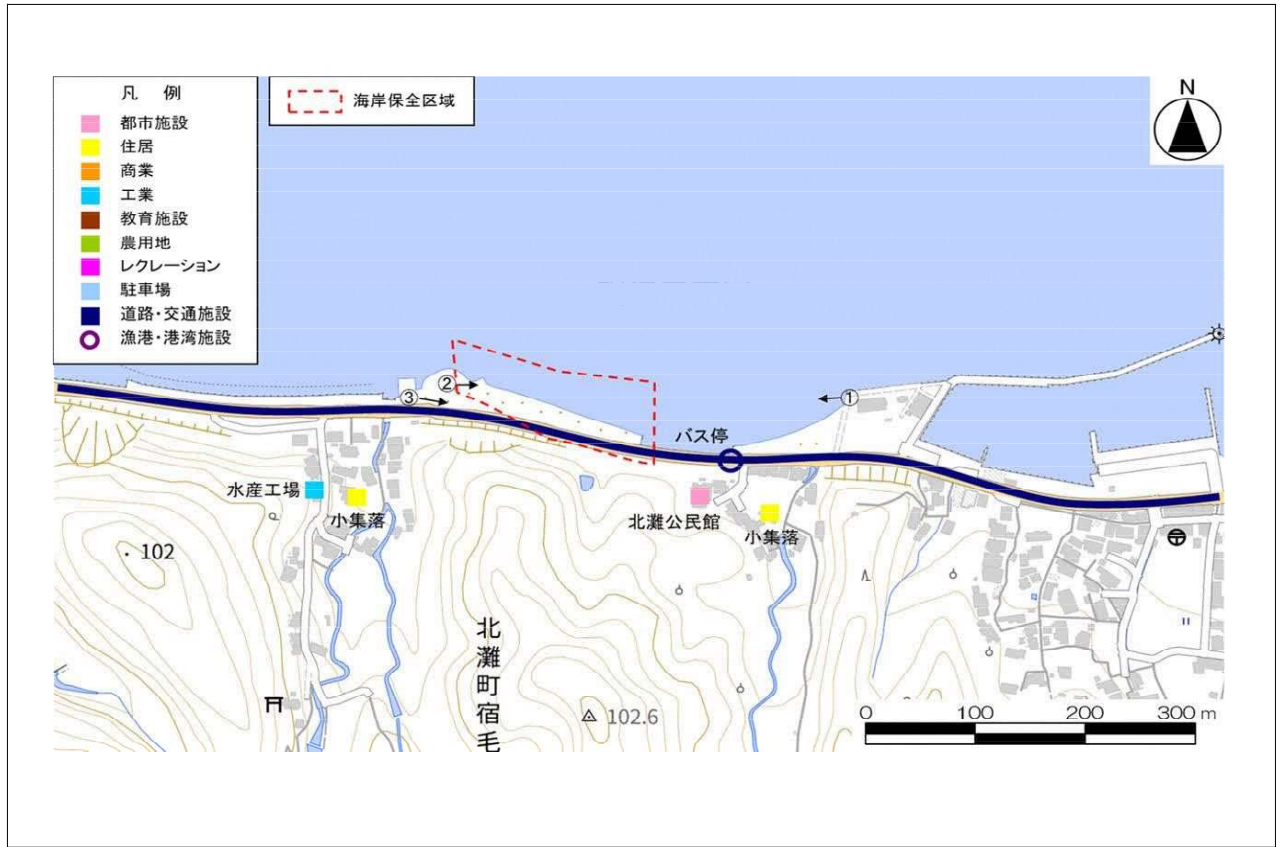 凡 例
都市施設
住居
商業
工業
教育施設
農用地
レクレーション
駐車場
道路・交通施設
漁港・港湾施設
海岸保全区域
N
②
③
①
バス停
水産工場
小集落
北灘公民館
小集落
102
北灘町宿毛
102.6
0 100 200 300 m